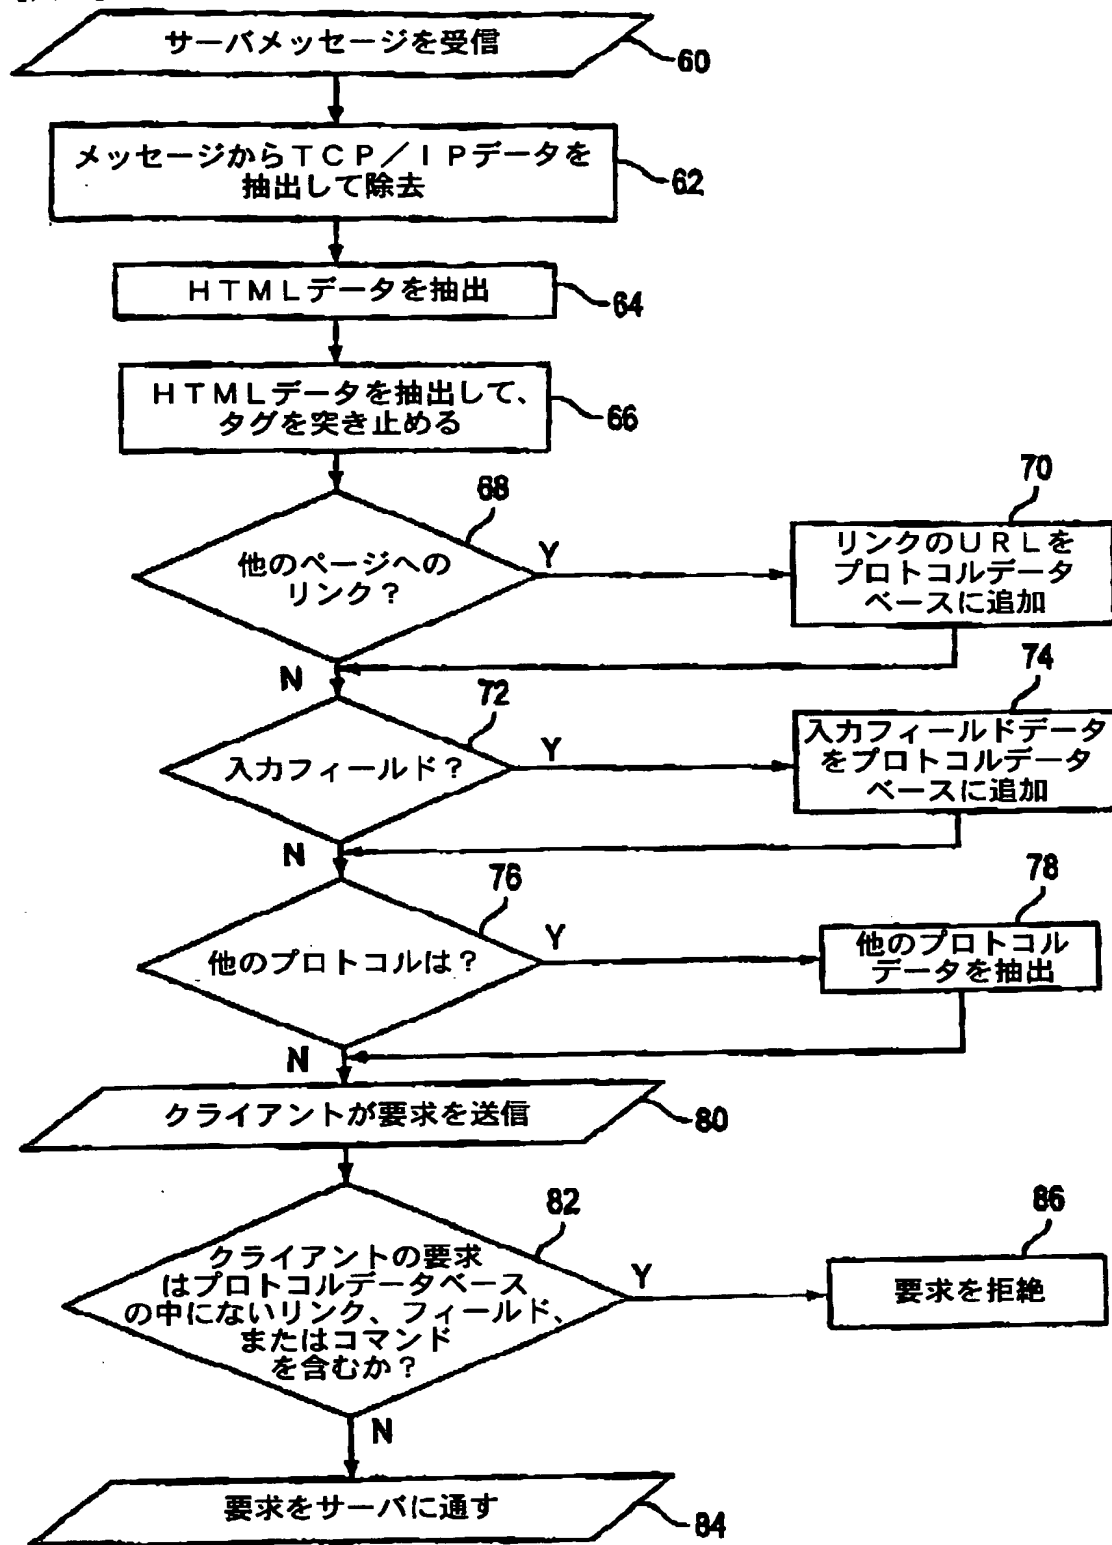 サーバメッセージを受信
60
メッセージからTCP/IPデータを
抽出して除去
62
HTMLデータを抽出
64
HTMLデータを抽出して、
タグを突き止める
66
68
他のページへの
リンク?
Y
N
70
リンクのURLを
プロトコルデータ
ベースに追加
72
入力フィールド?
Y
N
74
入力フィールドデータ
をプロトコルデータ
ベースに追加
76
他のプロトコルは?
Y
N
78
他のプロトコル
データを抽出
クライアントが要求を送信
80
82
クライアントの要求
はプロトコルデータベース
の中にないリンク、フィールド、
またはコマンド
を含むか?
Y
N
86
要求を拒絶
要求をサーバに通す
84